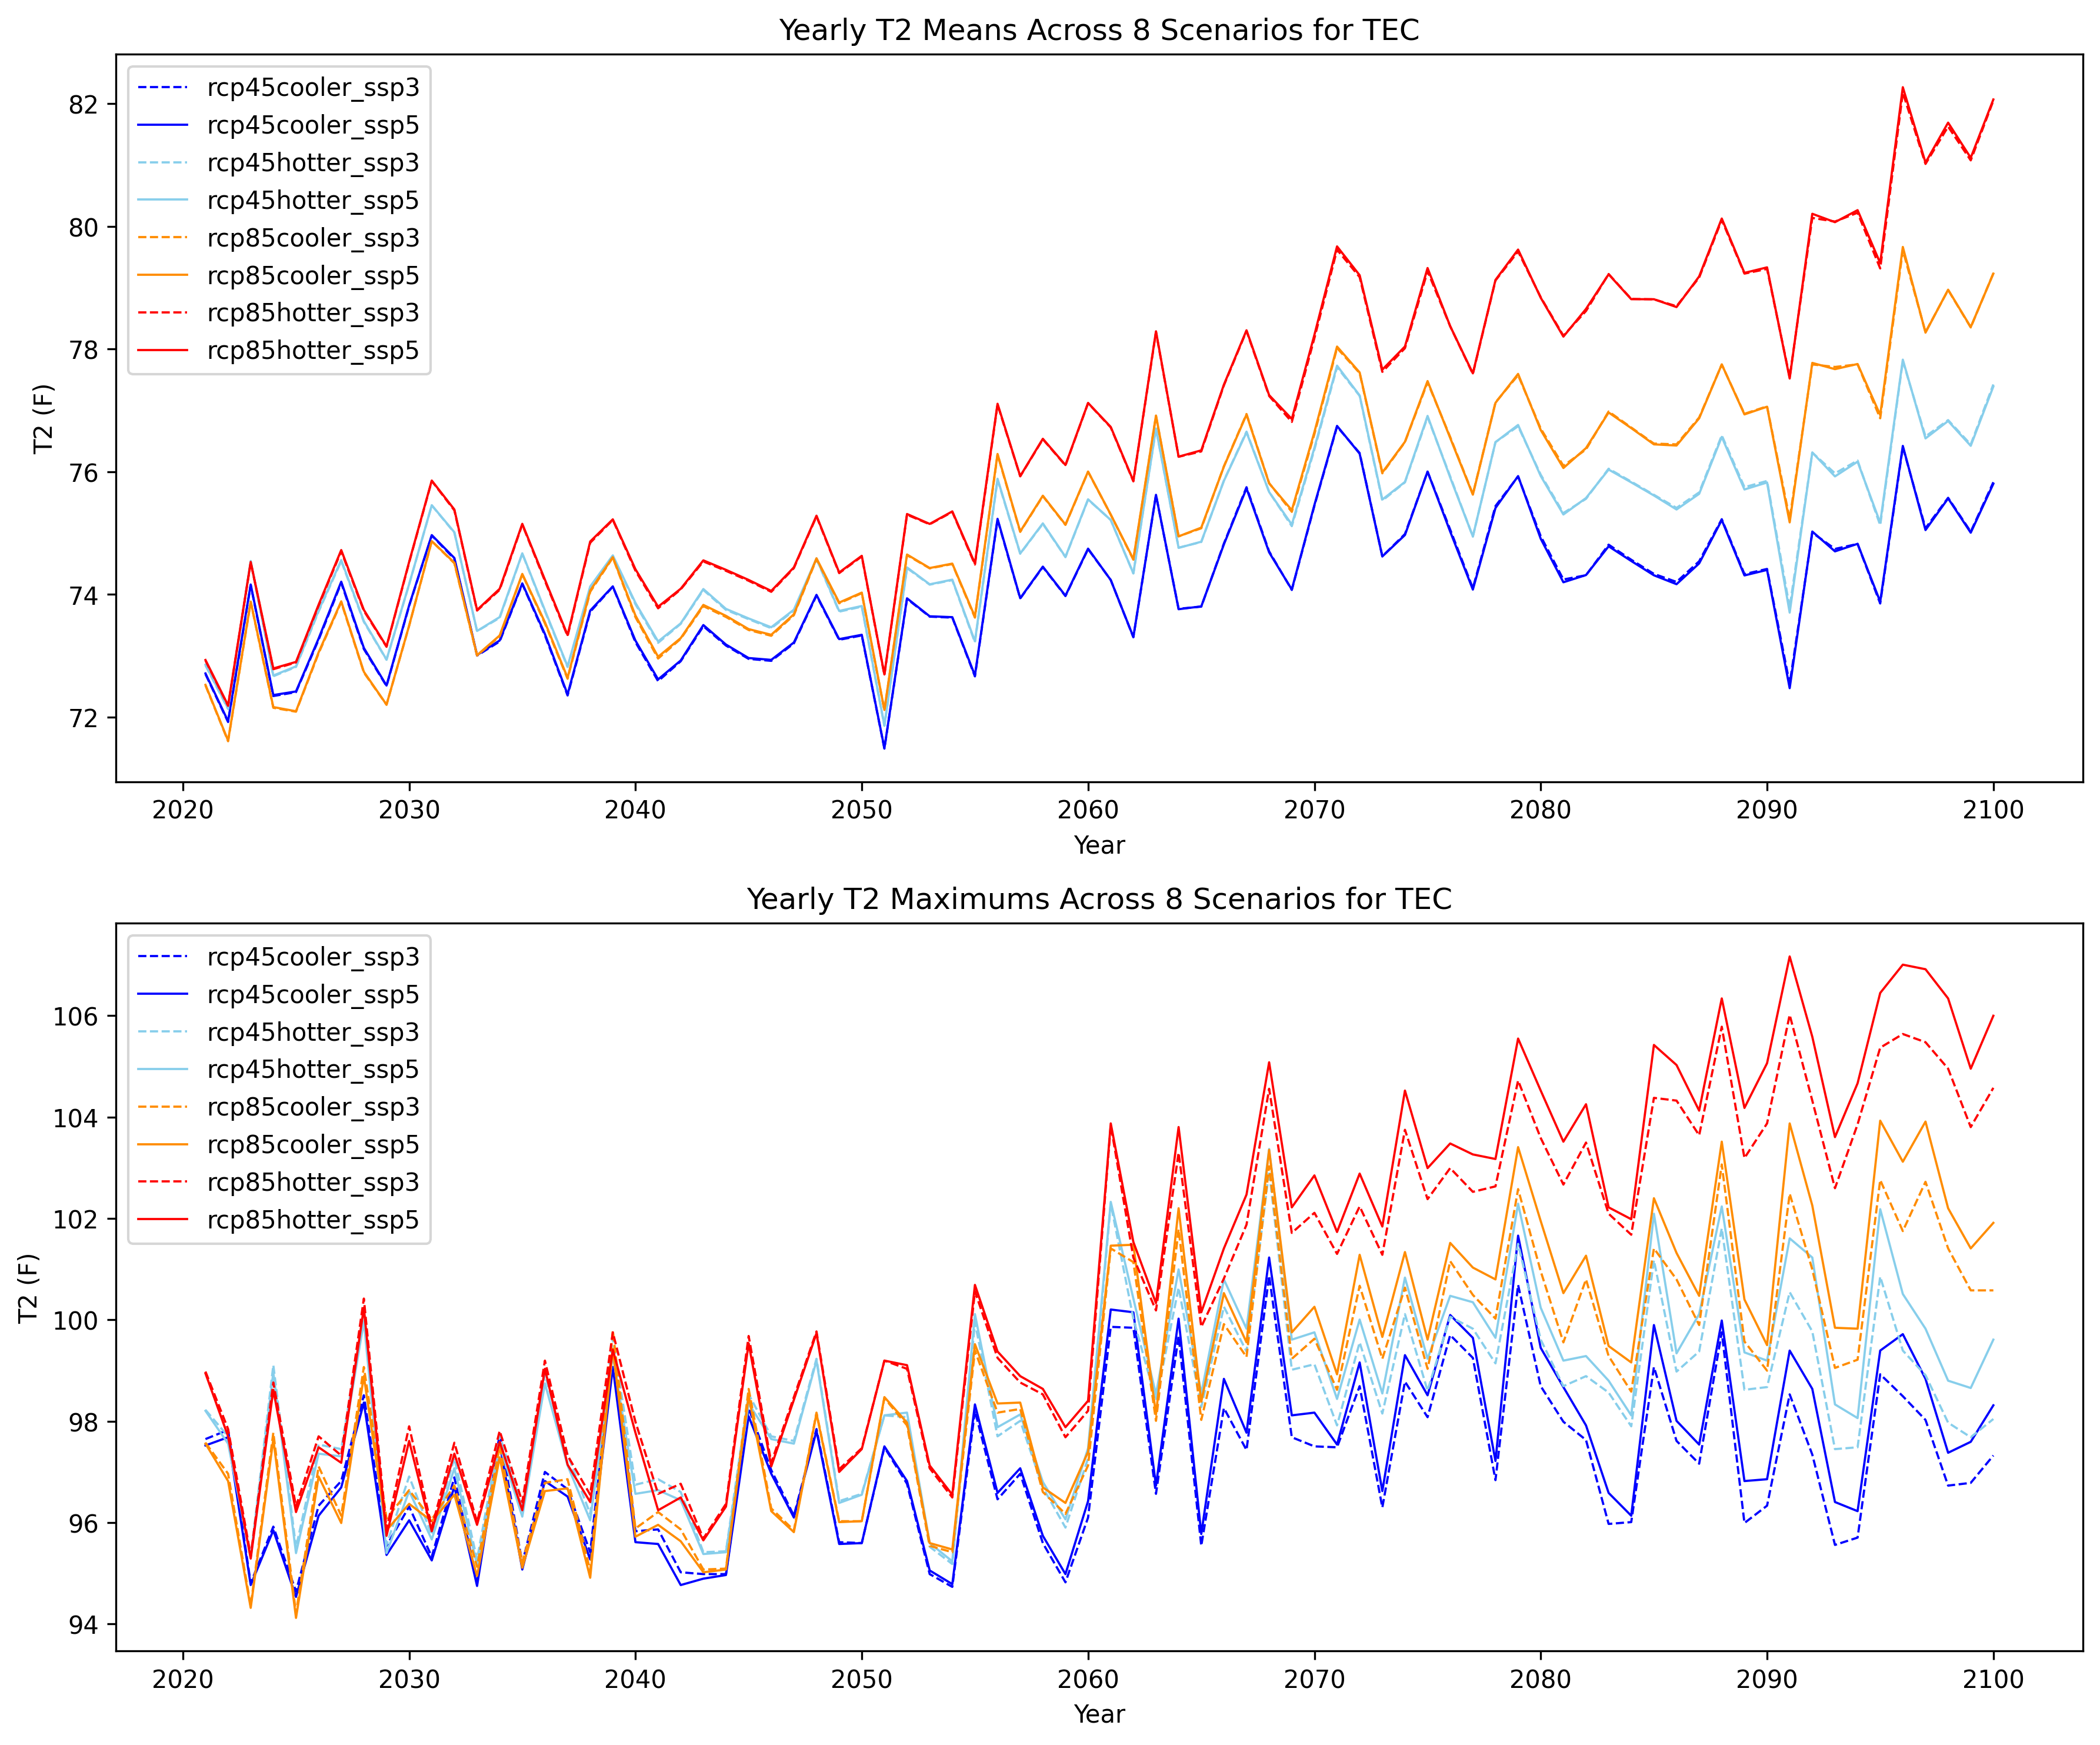 Yearly T2 Means Across 8 Scenarios for TEC
rcp45cooler_ssp3
rcp45cooler_ssp5
rcp45hotter_ssp3
rcp45hotter_ssp5
rcp85cooler_ssp3
rcp85cooler_ssp5
rcp85hotter_ssp3
rcp85hotter_ssp5
82
80
78
76
74
72
T2 (F)
2020 2030 2040 2050 2060 2070 2080 2090 2100
Year
Yearly T2 Maximums Across 8 Scenarios for TEC
rcp45cooler_ssp3
rcp45cooler_ssp5
rcp45hotter_ssp3
rcp45hotter_ssp5
rcp85cooler_ssp3
rcp85cooler_ssp5
rcp85hotter_ssp3
rcp85hotter_ssp5
106
104
102
100
98
96
94
T2 (F)
2020 2030 2040 2050 2060 2070 2080 2090 2100
Year